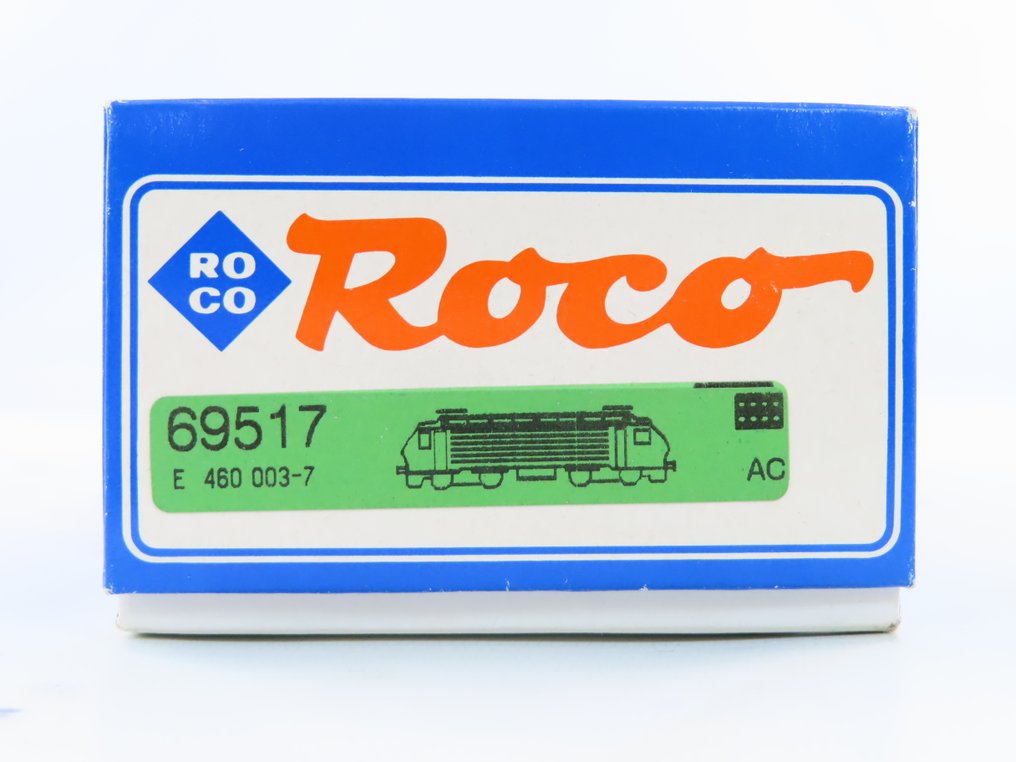 RO
CO
Roco
69517
E 460 003-7
AC